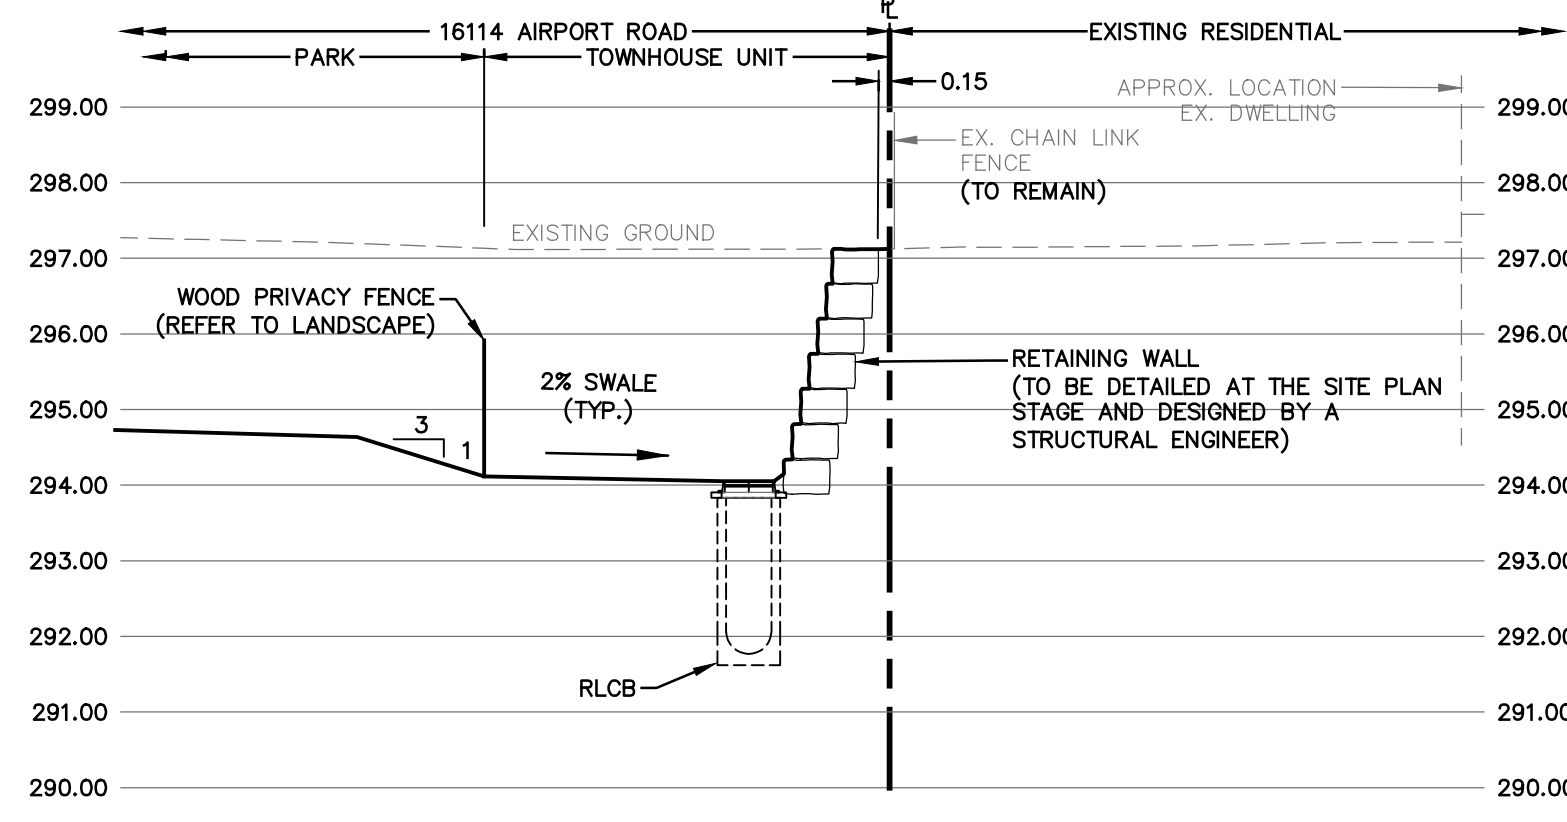 PL
16114 AIRPORT ROAD
EXISTING RESIDENTIAL
PARK
TOWNHOUSE UNIT
0.15
APPROX. LOCATION
EX. DWELLING
299.00
299.00
EX. CHAIN LINK
FENCE
(TO REMAIN)
298.00
298.00
EXISTING GROUND
297.00
297.00
WOOD PRIVACY FENCE
(REFER TO LANDSCAPE)
296.00
296.00
RETAINING WALL
(TO BE DETAILED AT THE SITE PLAN
STAGE AND DESIGNED BY A
STRUCTURAL ENGINEER)
2% SWALE
(TYP.)
295.00
295.00
3
1
294.00
294.00
293.00
293.00
292.00
292.00
RLCB
291.00
291.00
290.00
290.00